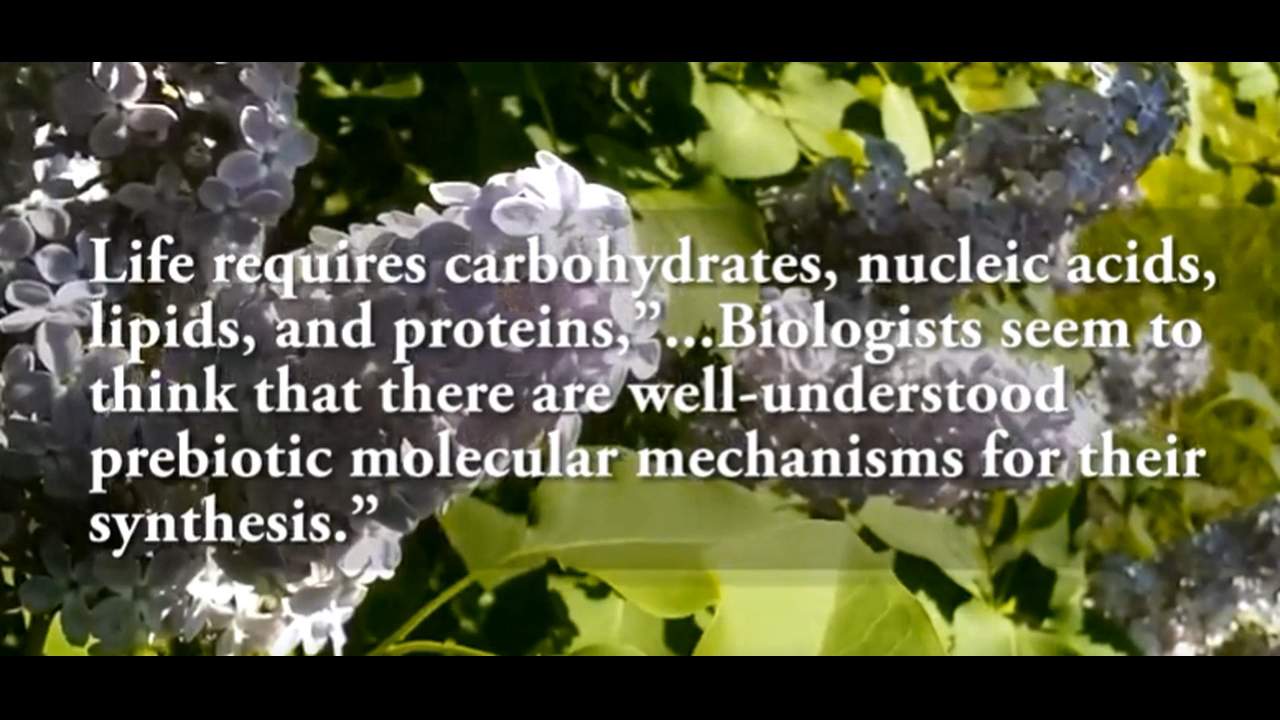 Life requires carbohydrates, nucleic acids,
lipids, and proteins,”...Biologists seem to
think that there are well-understood
prebiotic molecular mechanisms for their
synthesis.”